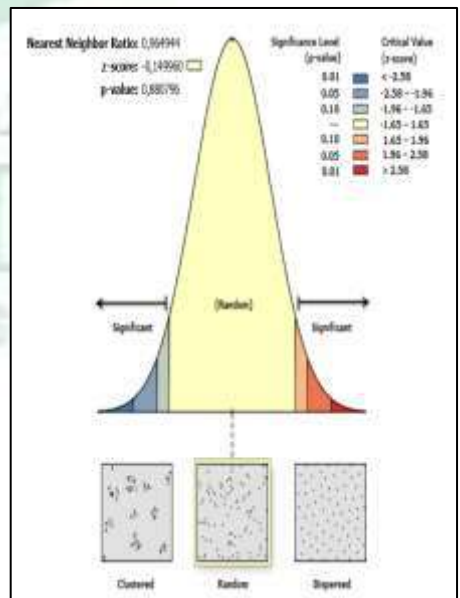 Nearest Neighbor Ratio: 0,964944
z-score: -0,149960
p-value: 0,880796
Significance Level
(p-value)
Critical Value
(z-score)
0.01 < -2.58
0.05 -2.58 – -1.96
0.10 -1.96 – -1.65
— -1.65 – 1.65
0.10 1.65 – 1.96
0.05 1.96 – 2.58
0.01 > 2.58
(Random)
Significant
Significant
Clustered
Random
Dispersed